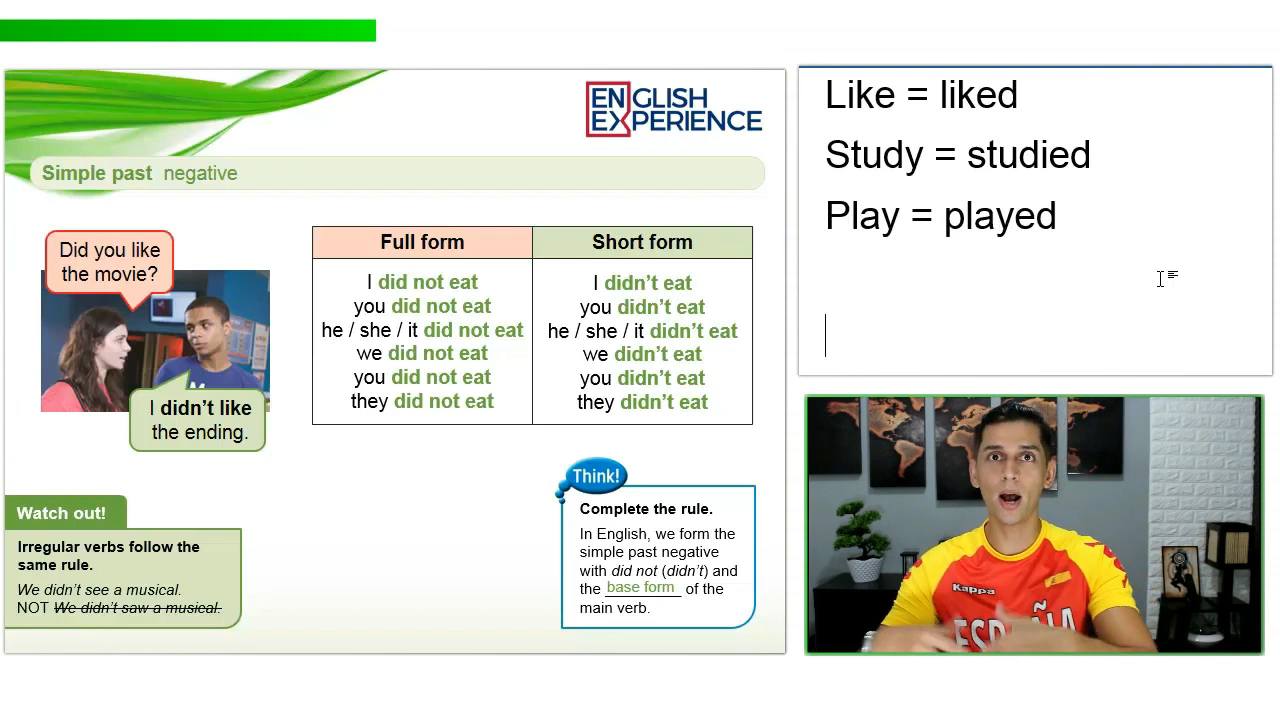 ENGLISH
EXPERIENCE
Simple past negative
Did you like
the movie?
I didn't like
the ending.
Full form
I did not eat
you did not eat
he / she / it did not eat
we did not eat
you did not eat
they did not eat
Short form
I didn't eat
you didn't eat
he / she / it didn't eat
we didn't eat
you didn't eat
they didn't eat
Watch out!
Irregular verbs follow the
same rule.
We didn't see a musical.
NOT We didn't saw a musical.
Think!
Complete the rule.
In English, we form the
simple past negative
with did not (didn't) and
the base form of the
main verb.
Like = liked
Study = studied
Play = played
Kappa
ESPAÑA